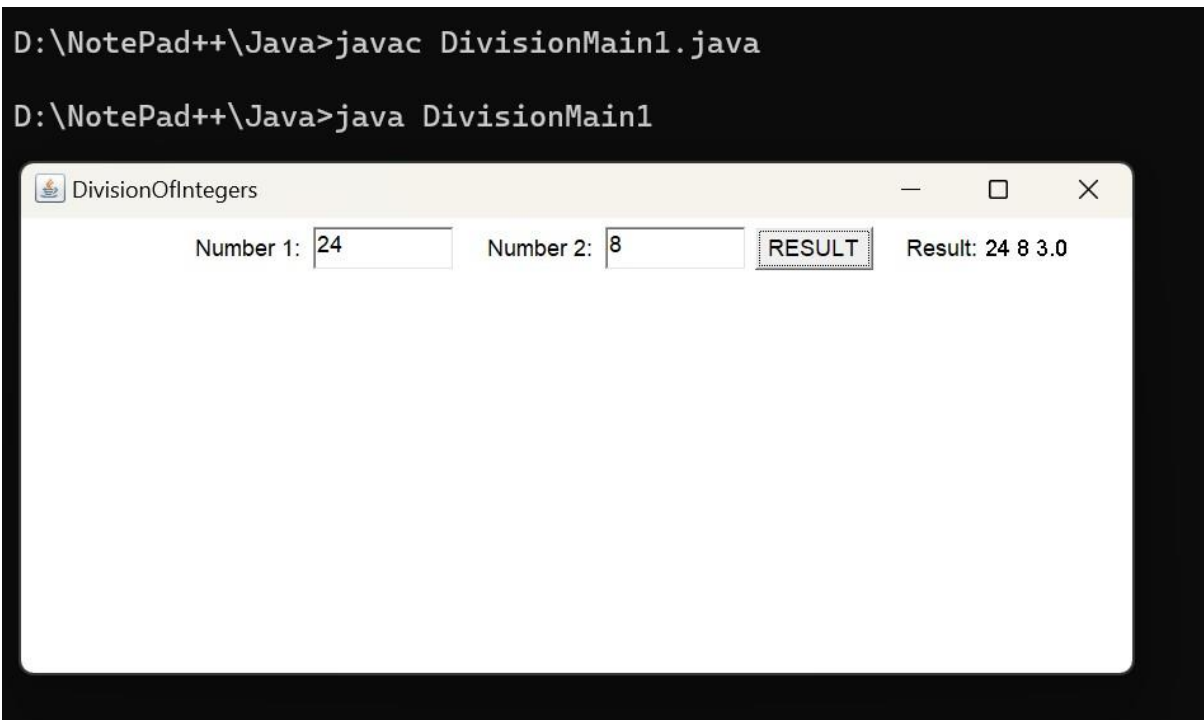 D:\NotePad++\Java>javac DivisionMain1.java
D:\NotePad++\Java>java DivisionMain1
DivisionOfIntegers
Number 1: 24 Number 2: 8 RESULT Result: 24 8 3.0